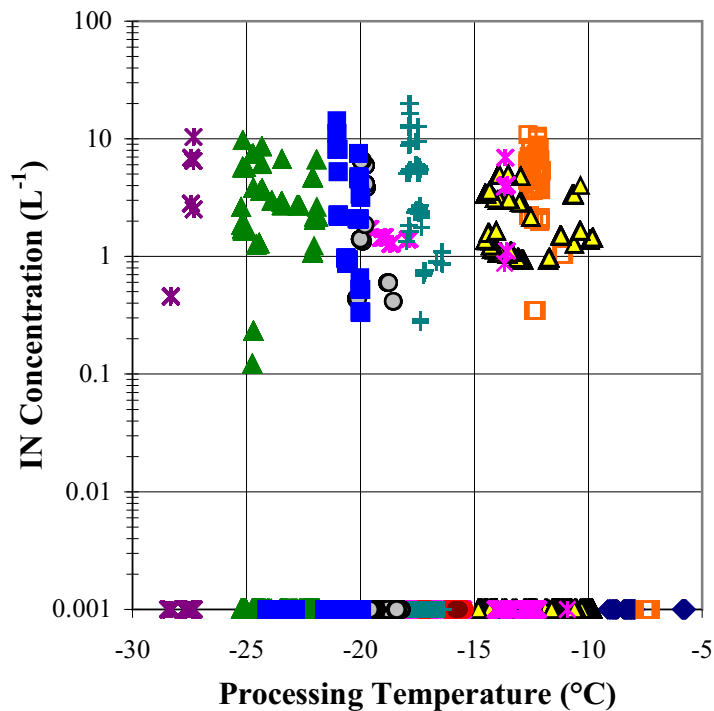 100
10
1
0.1
0.01
0.001
IN Concentration (L⁻¹)
-30 -25 -20 -15 -10 -5
Processing Temperature (°C)